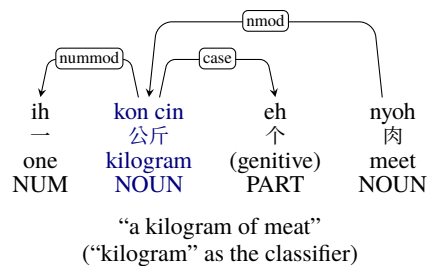 nmod
nummod case
ih kon cin eh nyoh
一 公斤 个 肉
one kilogram (genitive) meet
NUM NOUN PART NOUN
“a kilogram of meat”
(“kilogram” as the classifier)